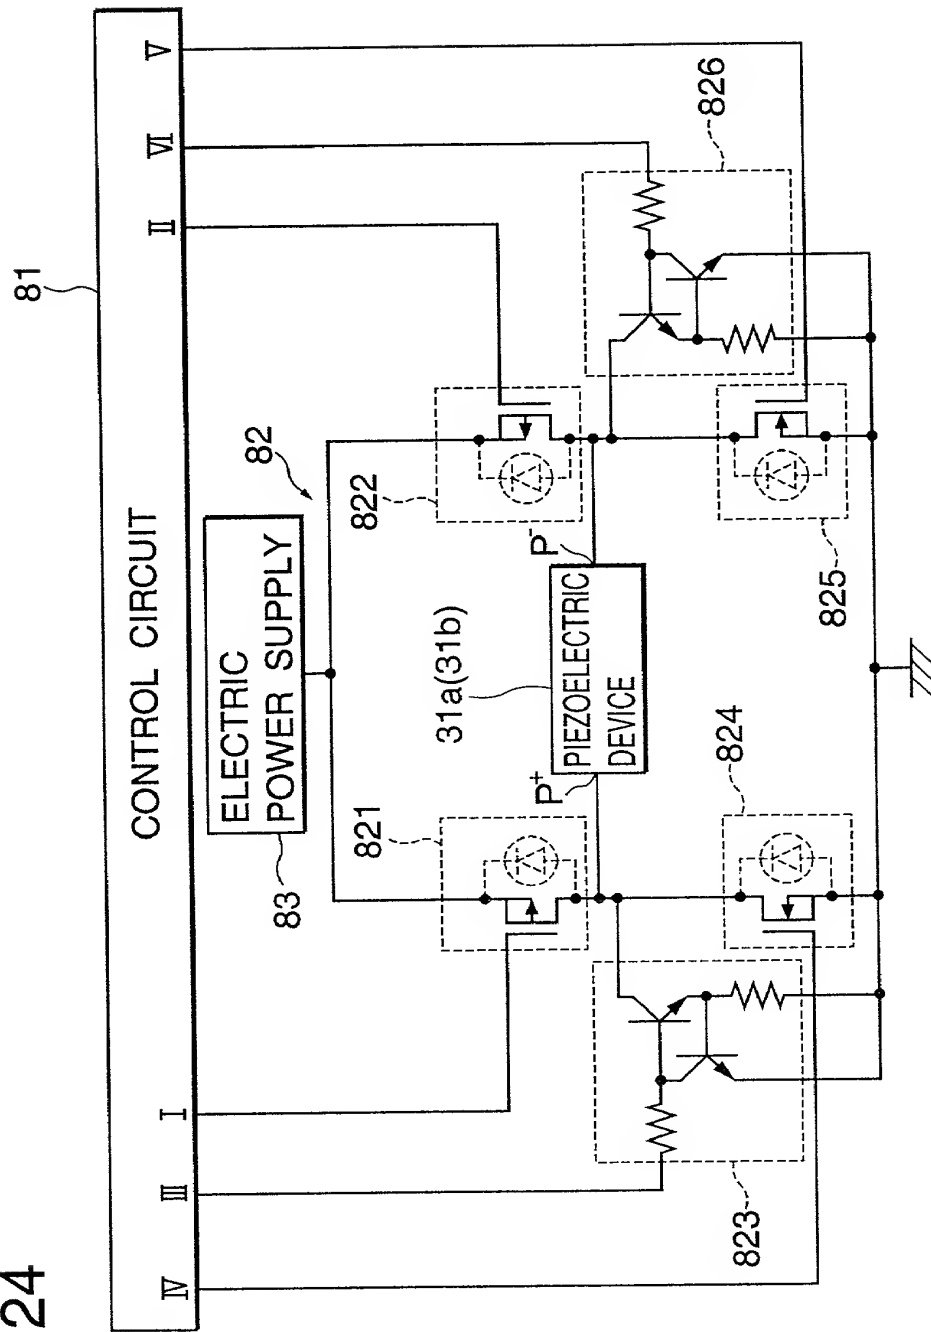 24
81
CONTROL CIRCUIT
IV
III
I
II
VI
V
83
ELECTRIC
POWER SUPPLY
82
821
822
31a(31b)
P+
P-
PIEZOELECTRIC
DEVICE
826
823
824
825